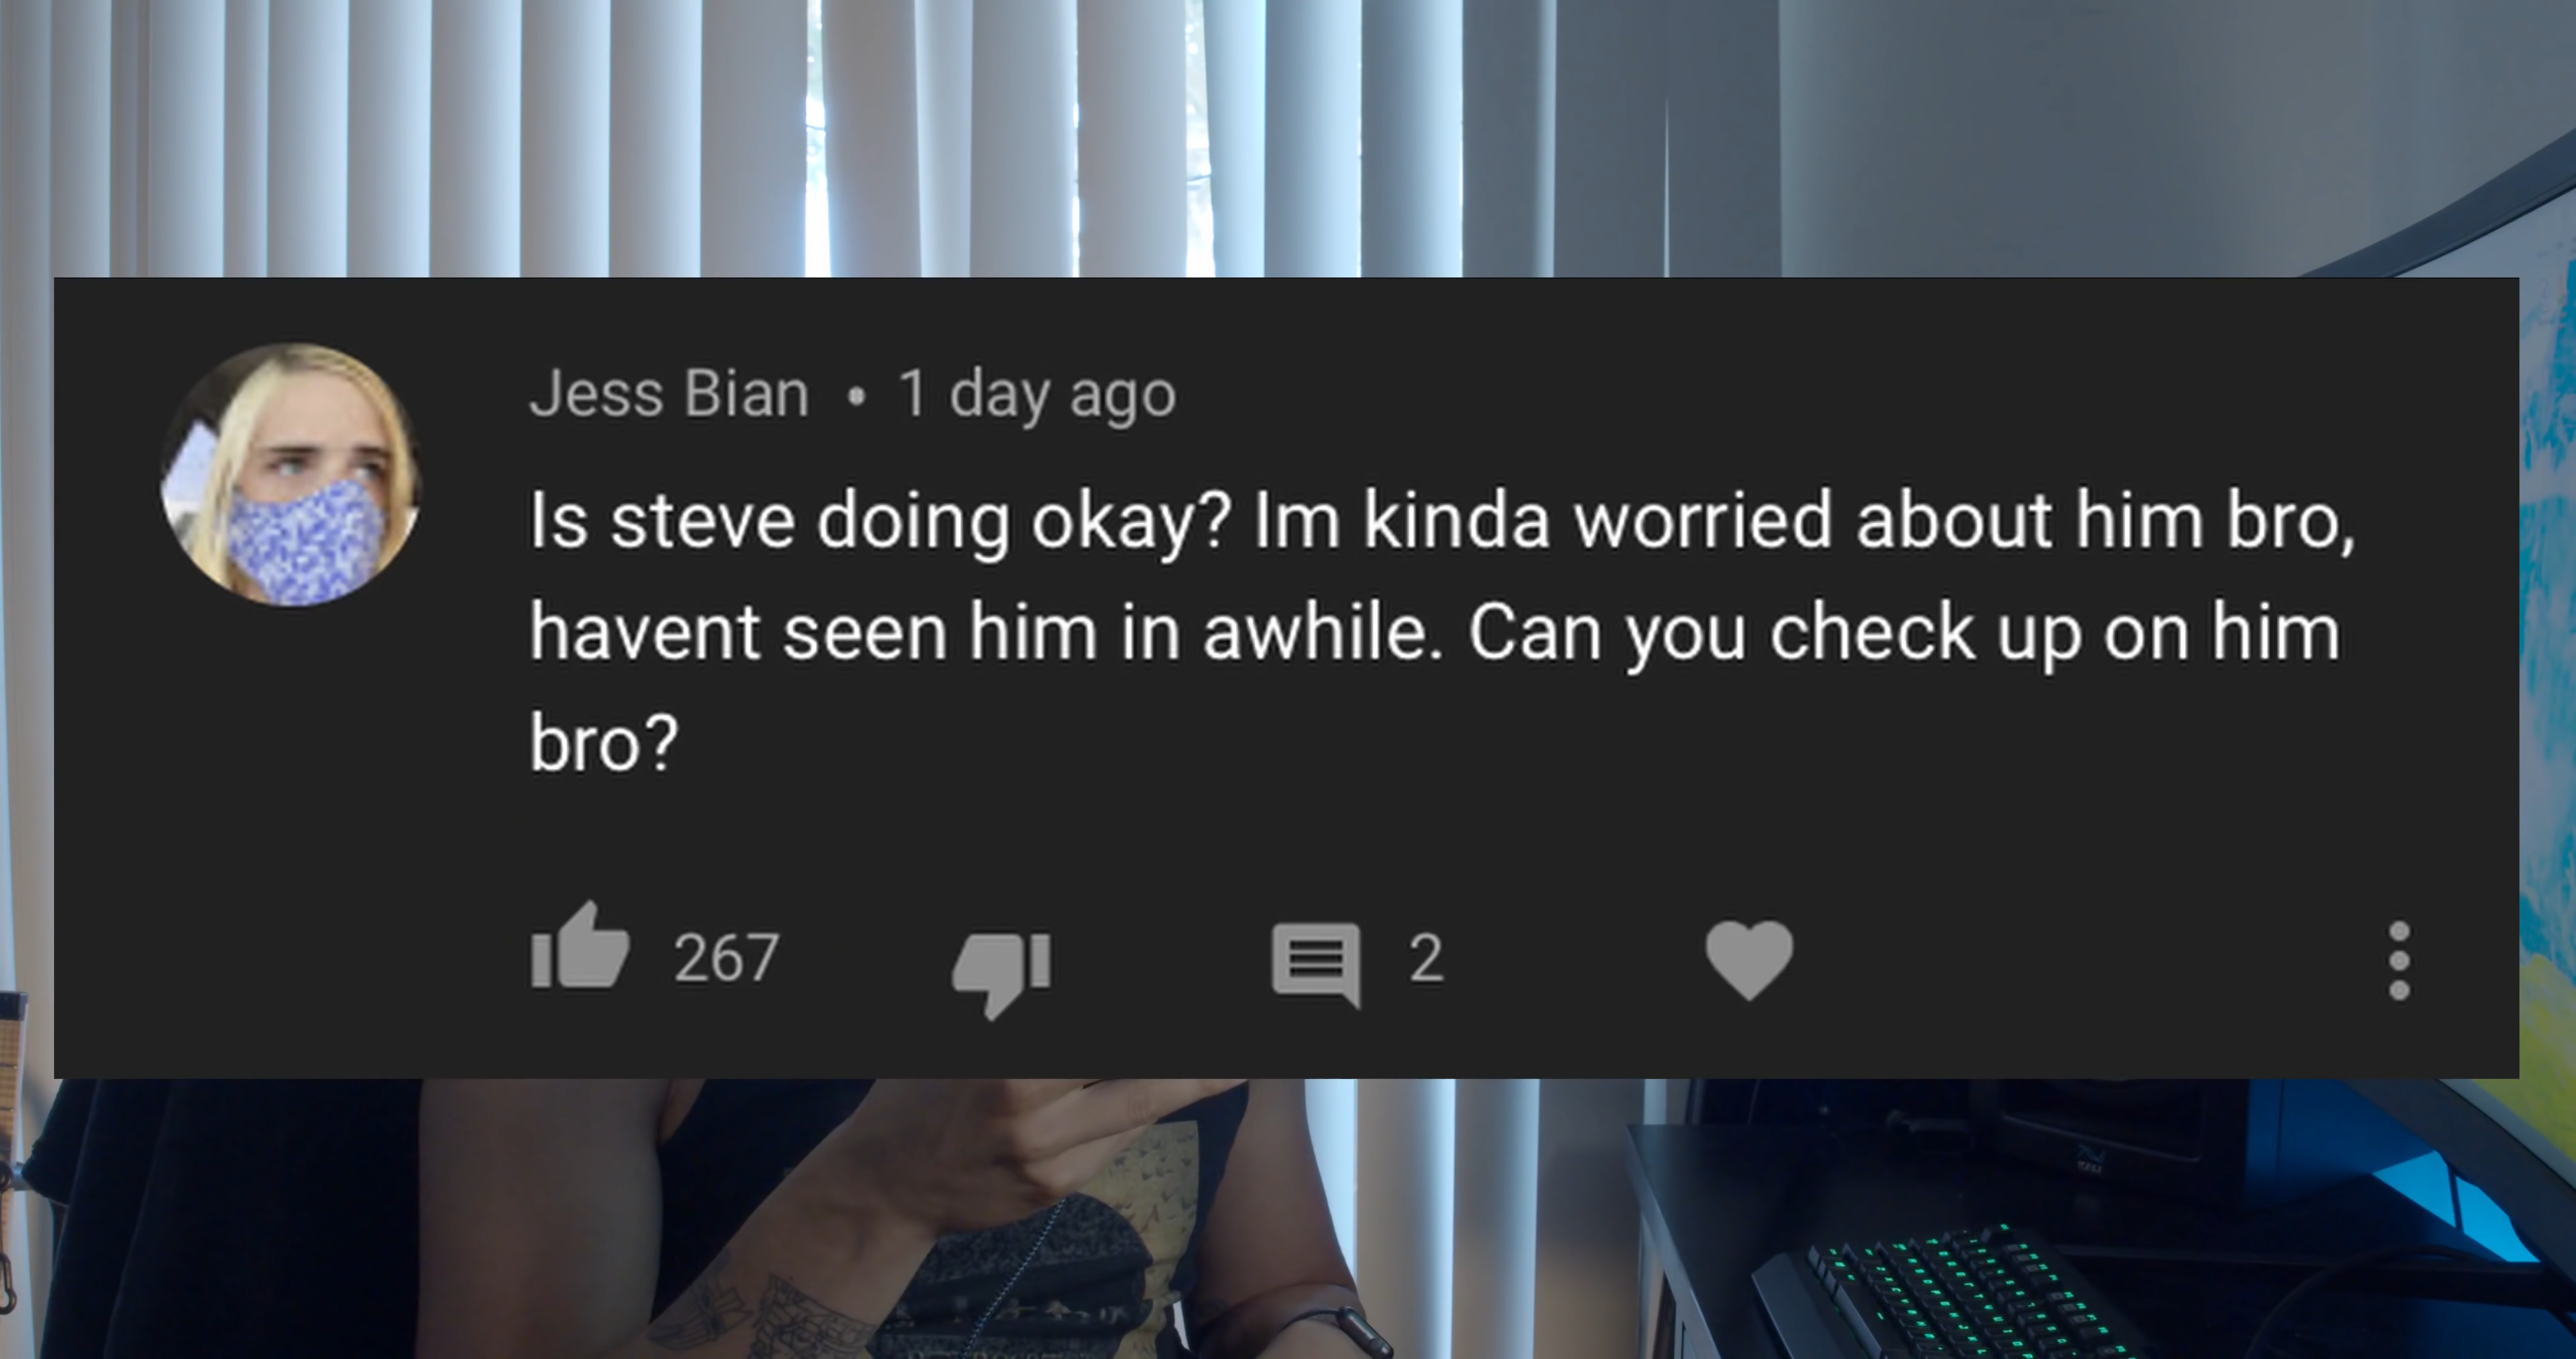 Jess Bian • 1 day ago
Is steve doing okay? Im kinda worried about him bro,
havent seen him in awhile. Can you check up on him
bro?
267 2
KALI